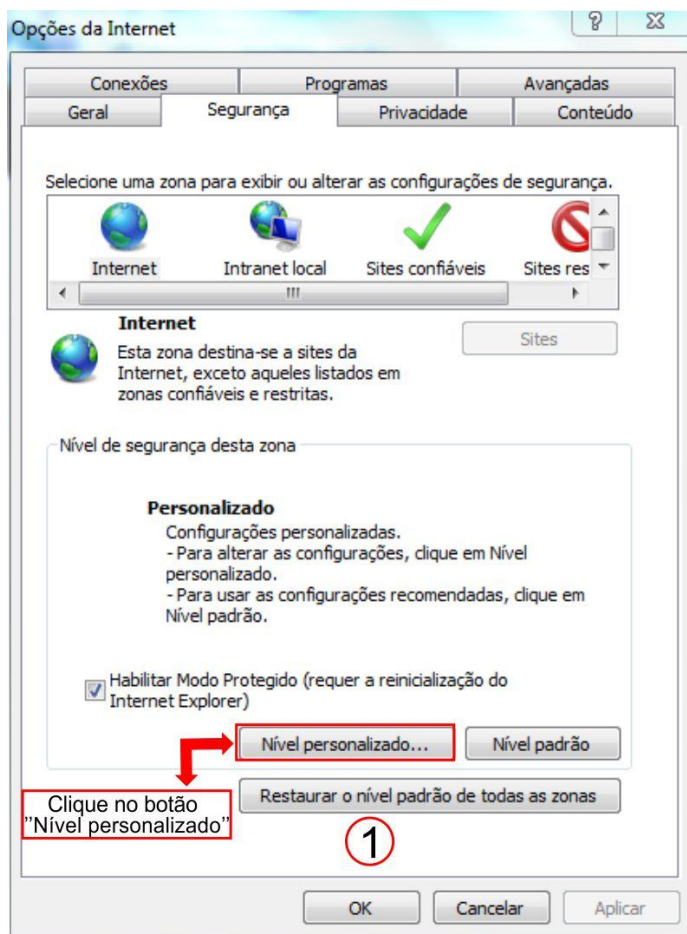 Opções da Internet
Conexões
Programas
Avançadas
Geral
Segurança
Privacidade
Conteúdo
Selecione uma zona para exibir ou alterar as configurações de segurança.
Internet
Intranet local
Sites confiáveis
Sites res
Internet
Sites
Esta zona destina-se a sites da
Internet, exceto aqueles listados em
zonas confiáveis e restritas.
Nível de segurança desta zona
Personalizado
Configurações personalizadas.
- Para alterar as configurações, clique em Nível
personalizado.
- Para usar as configurações recomendadas, clique em
Nível padrão.
Habilitar Modo Protegido (requer a reinicialização do
Internet Explorer)
Nível personalizado...
Nível padrão
Clique no botão
"Nível personalizado"
Restaurar o nível padrão de todas as zonas
1
OK
Cancelar
Aplicar